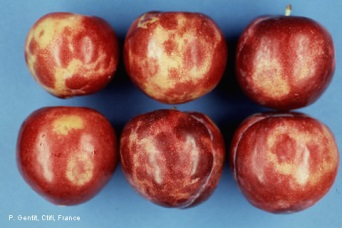 P. Gentit, Ctifl, France